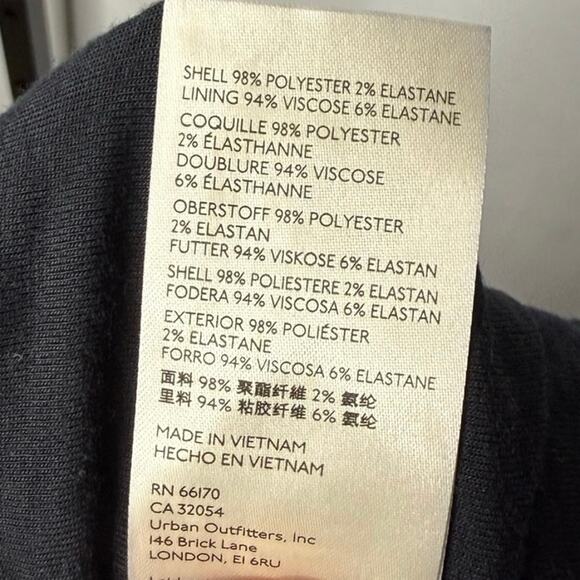 SHELL 98% POLYESTER 2% ELASTANE
LINING 94% VISCOSE 6% ELASTANE
COQUILLE 98% POLYESTER
2% ÉLASTHANNE
DOUBLURE 94% VISCOSE
6% ÉLASTHANNE
OBERSTOFF 98% POLYESTER
2% ELASTAN
FUTTER 94% VISKOSE 6% ELASTAN
SHELL 98% POLIESTERE 2% ELASTAN
FODERA 94% VISCOSA 6% ELASTAN
EXTERIOR 98% POLIÉSTER
2% ELASTANE
FORRO 94% VISCOSA 6% ELASTANE
面料 98% 聚酯纤維 2% 氨纶
里料 94% 粘胶纤维 6% 氨纶
MADE IN VIETNAM
HECHO EN VIETNAM
RN 66170
CA 32054
Urban Outfitters, Inc
146 Brick Lane
LONDON, E1 6RU